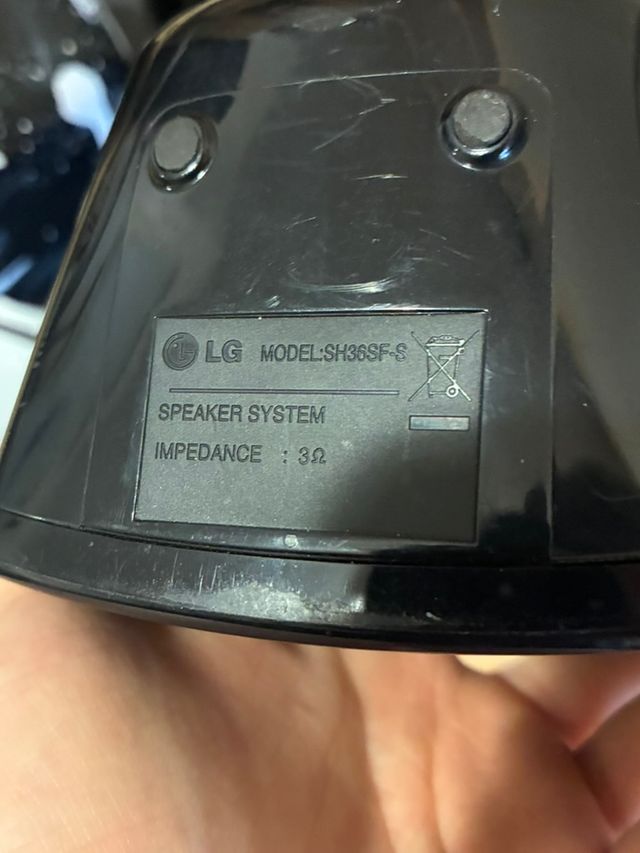 LG MODEL:SH36SF-S
SPEAKER SYSTEM
IMPEDANCE : 3Ω